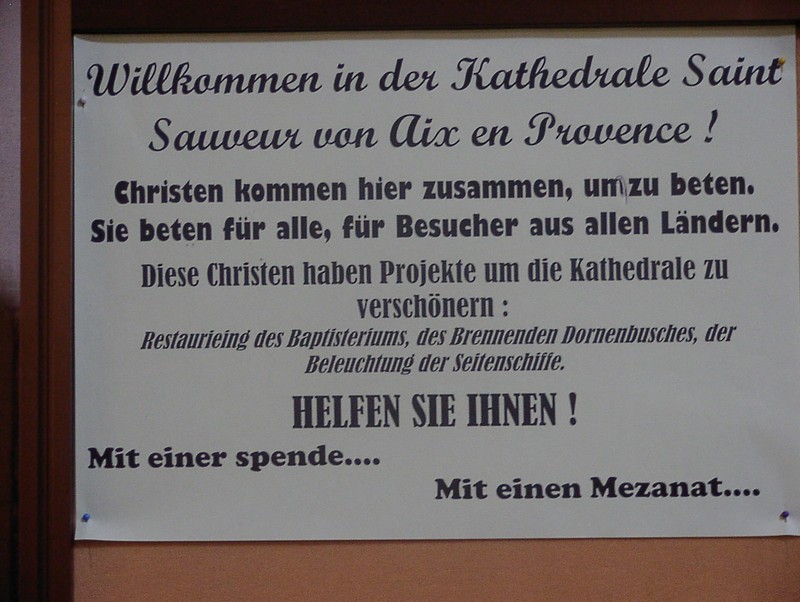 Willkommen in der Kathedrale Saint
Sauveur von Aix en Provence !
Christen kommen hier zusammen, um zu beten.
Sie beten für alle, für Besucher aus allen Ländern.
Diese Christen haben Projekte um die Kathedrale zu
verschönern :
Restaurieing des Baptisteriums, des Brennenden Dornenbusches, der
Beleuchtung der Seitenschiffe.
HELFEN SIE IHNEN !
Mit einer spende....
Mit einen Mezanat....